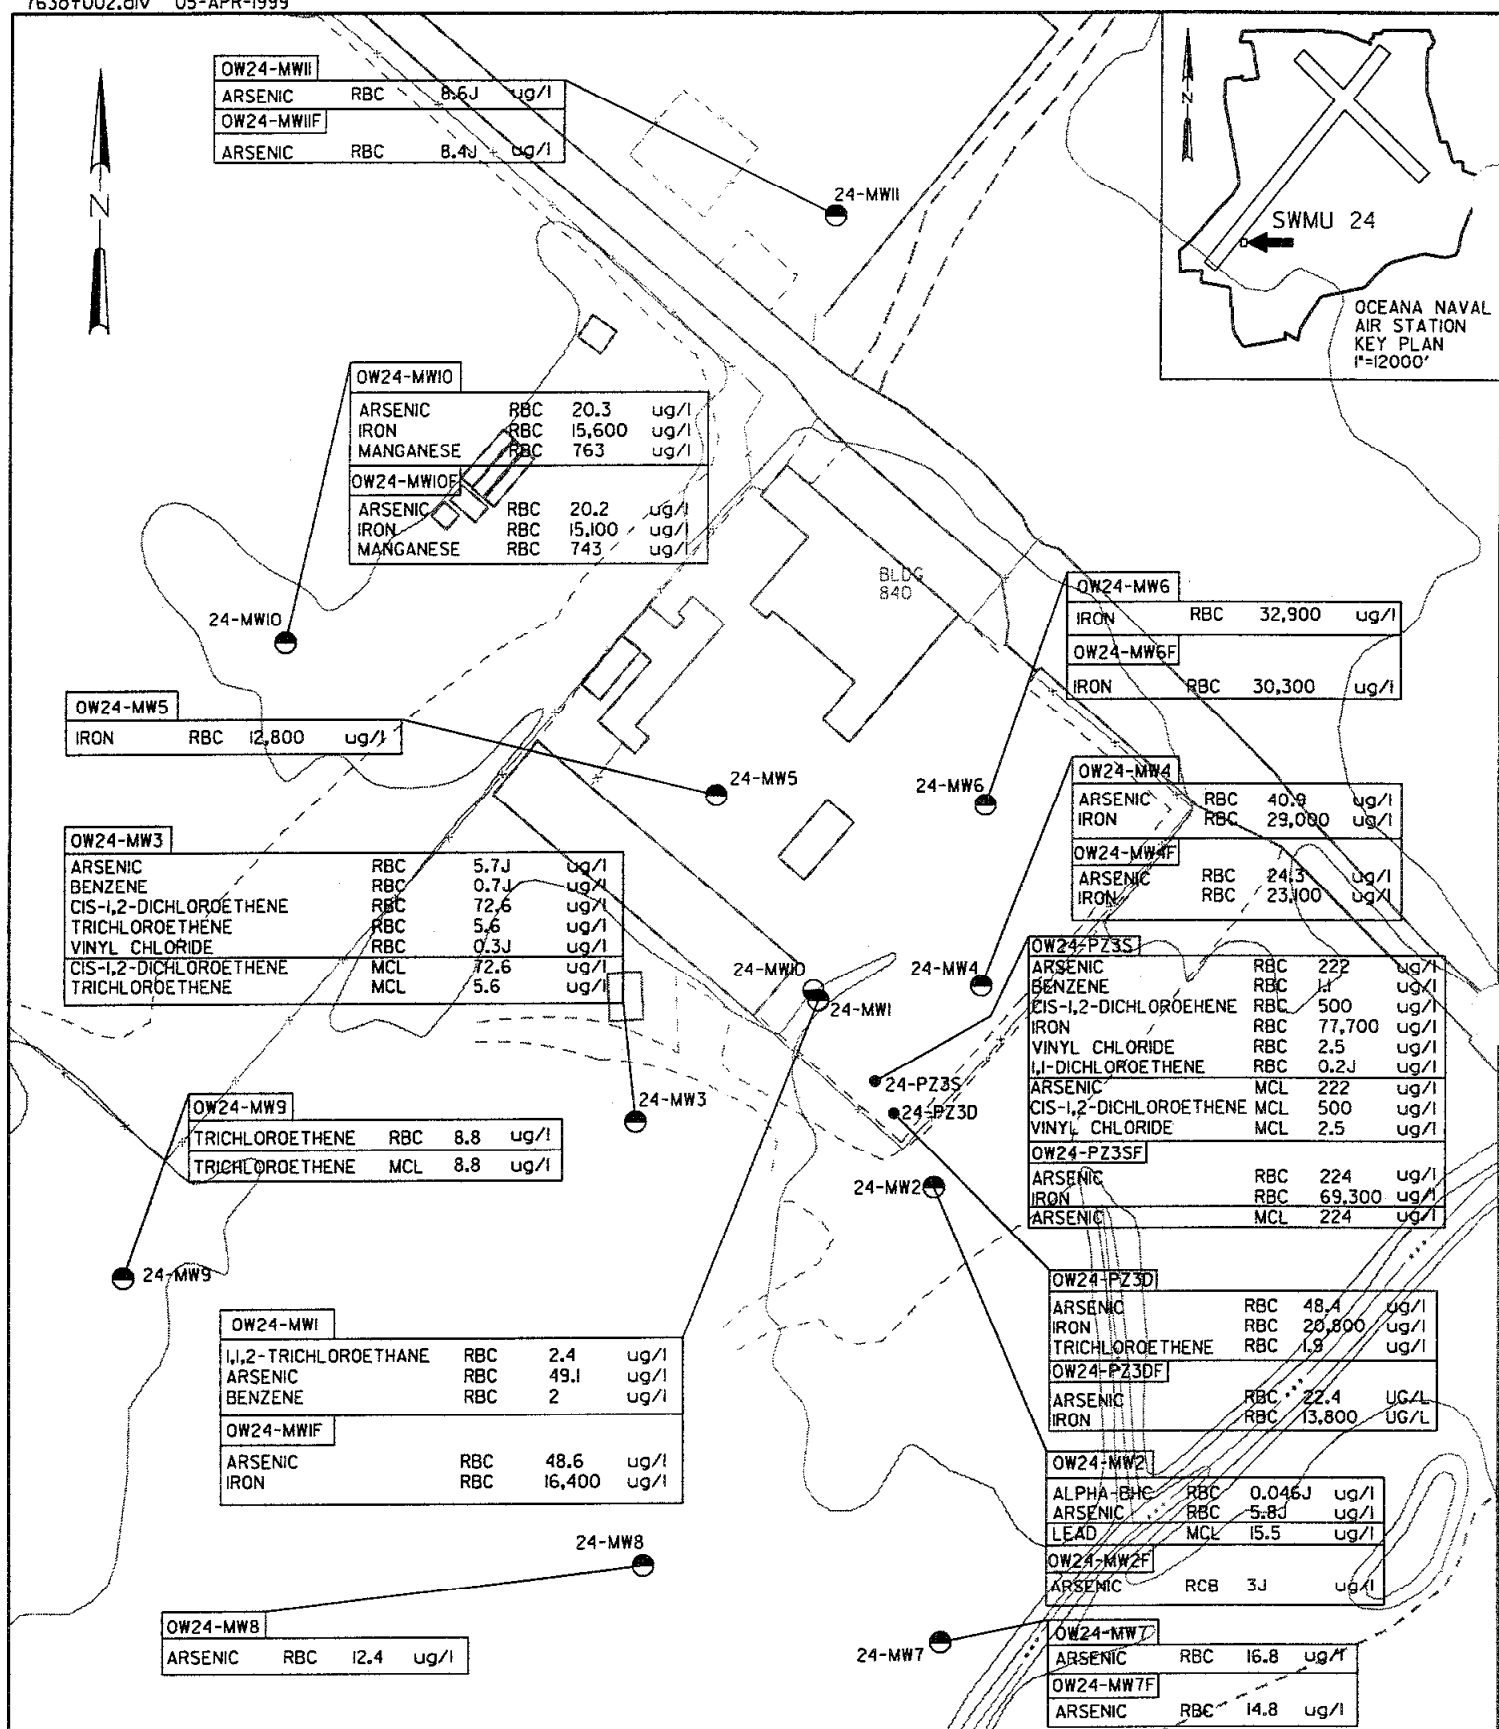 05-APR-1999
OW24-MW11
ARSENIC RBC 8.6J ug/l
OW24-MW11F
ARSENIC RBC 8.4J ug/l
N
24-MW11
N
SWMU 24
OCEANA NAVAL
AIR STATION
KEY PLAN
1"=12000'
OW24-MW10
ARSENIC RBC 20.3 ug/l
IRON RBC 15,600 ug/l
MANGANESE RBC 763 ug/l
OW24-MW10F
ARSENIC RBC 20.2 ug/l
IRON RBC 15,100 ug/l
MANGANESE RBC 743 ug/l
24-MW10
BLDG
840
OW24-MW6
IRON RBC 32,900 ug/l
OW24-MW6F
IRON RBC 30,300 ug/l
OW24-MW5
IRON RBC 12,800 ug/l
24-MW5
24-MW6
OW24-MW4
ARSENIC RBC 40.9 ug/l
IRON RBC 29,000 ug/l
OW24-MW4F
ARSENIC RBC 24.3 ug/l
IRON RBC 23,100 ug/l
OW24-MW3
ARSENIC RBC 5.7J ug/l
BENZENE RBC 0.7J ug/l
CIS-1,2-DICHLOROETHENE RBC 72.6 ug/l
TRICHLOROETHENE RBC 5.6 ug/l
VINYL CHLORIDE RBC 0.3J ug/l
CIS-1,2-DICHLOROETHENE MCL 72.6 ug/l
TRICHLOROETHENE MCL 5.6 ug/l
24-MW1D
24-MW1
24-MW4
OW24-PZ3S
ARSENIC RBC 222 ug/l
BENZENE RBC 1.1 ug/l
CIS-1,2-DICHLOROEHENE RBC 500 ug/l
IRON RBC 77,700 ug/l
VINYL CHLORIDE RBC 2.5 ug/l
1,1-DICHLOROETHENE RBC 0.2J ug/l
ARSENIC MCL 222 ug/l
CIS-1,2-DICHLOROETHENE MCL 500 ug/l
VINYL CHLORIDE MCL 2.5 ug/l
OW24-PZ3SF
ARSENIC RBC 224 ug/l
IRON RBC 69,300 ug/l
ARSENIC MCL 224 ug/l
24-PZ3S
24-PZ3D
24-MW3
24-MW2
OW24-MW9
TRICHLOROETHENE RBC 8.8 ug/l
TRICHLOROETHENE MCL 8.8 ug/l
24-MW9
OW24-PZ3D
ARSENIC RBC 48.4 ug/l
IRON RBC 20,800 ug/l
TRICHLOROETHENE RBC 1.9 ug/l
OW24-PZ3DF
ARSENIC RBC 22.4 UG/L
IRON RBC 13,800 UG/L
OW24-MW1
1,1,2-TRICHLOROETHANE RBC 2.4 ug/l
ARSENIC RBC 49.1 ug/l
BENZENE RBC 2 ug/l
OW24-MW1F
ARSENIC RBC 48.6 ug/l
IRON RBC 16,400 ug/l
OW24-MW2
ALPHA-BHC RBC 0.046J ug/l
ARSENIC RBC 5.8J ug/l
LEAD MCL 15.5 ug/l
OW24-MW2F
ARSENIC RCB 3J ug/l
24-MW8
OW24-MW8
ARSENIC RBC 12.4 ug/l
24-MW7
OW24-MW7
ARSENIC RBC 16.8 ug/l
OW24-MW7F
ARSENIC RBC 14.8 ug/l